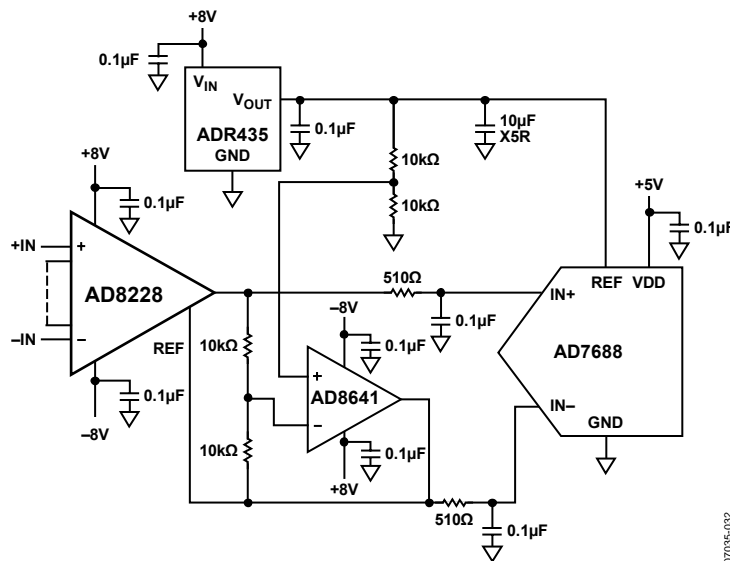 +8V
0.1µF
VIN
VOUT
ADR435
GND
0.1µF
10µF
X5R
10kΩ
10kΩ
+8V
0.1µF
+5V
0.1µF
+IN
+
AD8228
–IN
–
REF
–8V
0.1µF
510Ω
0.1µF
10kΩ
10kΩ
–8V
0.1µF
+
AD8641
–
+8V
0.1µF
510Ω
0.1µF
REF VDD
IN+
AD7688
IN–
GND
07035-032